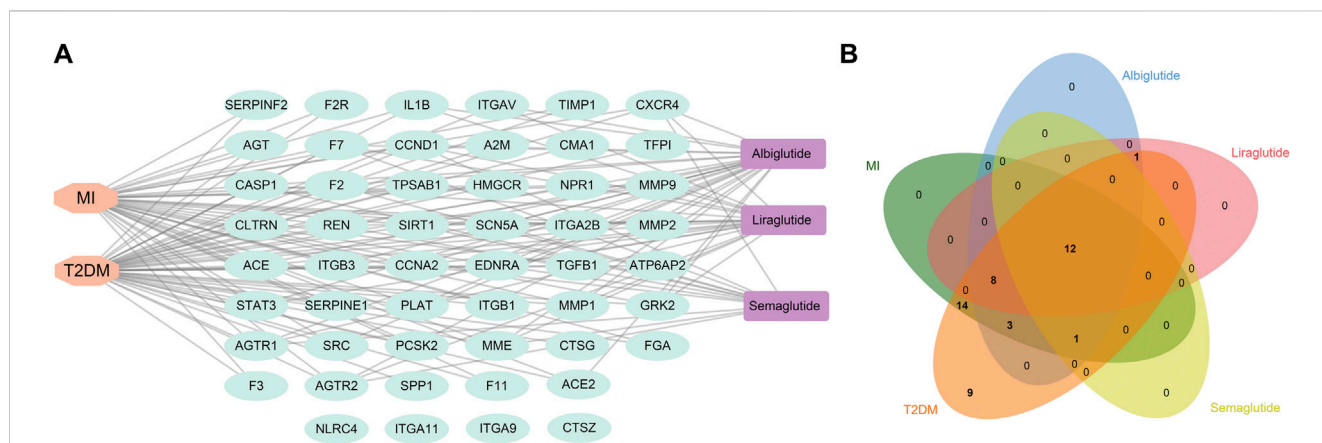 A
SERPINF2 F2R IL1B ITGAV TIMP1 CXCR4
AGT F7 CCND1 A2M CMA1 TFPI
Albiglutide
CASP1 F2 TPSAB1 HMGCR NPR1 MMP9
MI
CLTRN REN SIRT1 SCN5A ITGA2B MMP2
Liraglutide
T2DM
ACE ITGB3 CCNA2 EDNRA TGFB1 ATP6AP2
STAT3 SERPINE1 PLAT ITGB1 MMP1 GRK2
Semaglutide
AGTR1 SRC PCSK2 MME CTSG FGA
F3 AGTR2 SPP1 F11 ACE2
NLRC4 ITGA11 ITGA9 CTSZ
B
Albiglutide
0
0
0
Liraglutide
1
MI
0 0 0
0 0 0
0 0
0 0 0
0 12
0 0
8 0
0
14
3 0 0
1
0 0
0
9 0
T2DM
Semaglutide